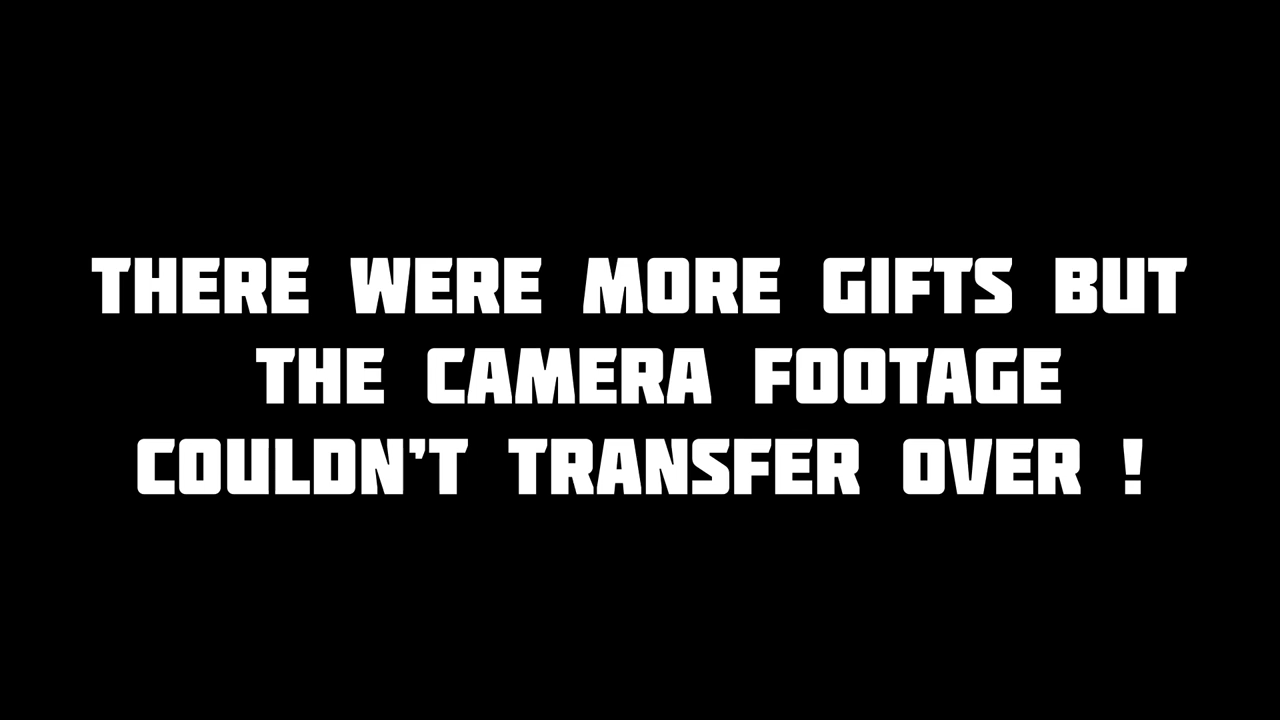 THERE WERE MORE GIFTS BUT
THE CAMERA FOOTAGE
COULDN'T TRANSFER OVER !